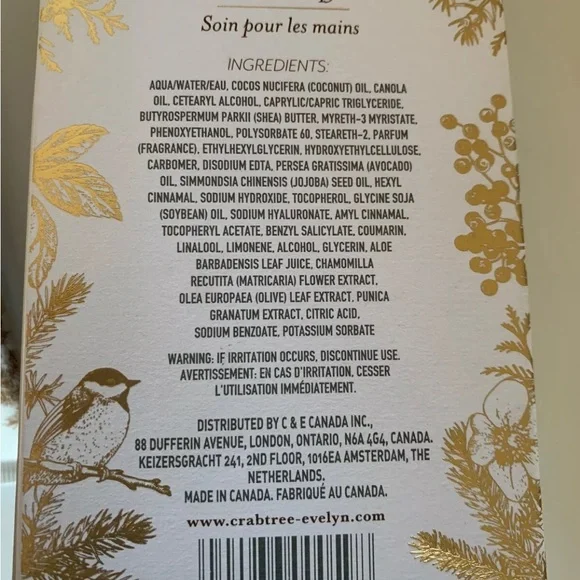 Soin pour les mains
INGREDIENTS:
AQUA/WATER/EAU, COCOS NUCIFERA (COCONUT) OIL, CANOLA
OIL, CETEARYL ALCOHOL, CAPRYLIC/CAPRIC TRIGLYCERIDE,
BUTYROSPERMUM PARKII (SHEA) BUTTER, MYRETH-3 MYRISTATE,
PHENOXYETHANOL, POLYSORBATE 60, STEARETH-2, PARFUM
(FRAGRANCE), ETHYLHEXYLGLYCERIN, HYDROXYETHYLCELLULOSE,
CARBOMER, DISODIUM EDTA, PERSEA GRATISSIMA (AVOCADO)
OIL, SIMMONDSIA CHINENSIS (JOJOBA) SEED OIL, HEXYL
CINNAMAL, SODIUM HYDROXIDE, TOCOPHEROL, GLYCINE SOJA
(SOYBEAN) OIL, SODIUM HYALURONATE, AMYL CINNAMAL,
TOCOPHERYL ACETATE, BENZYL SALICYLATE, COUMARIN,
LINALOOL, LIMONENE, ALCOHOL, GLYCERIN, ALOE
BARBADENSIS LEAF JUICE, CHAMOMILLA
RECUTITA (MATRICARIA) FLOWER EXTRACT,
OLEA EUROPAEA (OLIVE) LEAF EXTRACT, PUNICA
GRANATUM EXTRACT, CITRIC ACID,
SODIUM BENZOATE, POTASSIUM SORBATE
WARNING: IF IRRITATION OCCURS, DISCONTINUE USE.
AVERTISSEMENT: EN CAS D'IRRITATION, CESSER
L'UTILISATION IMMÉDIATEMENT.
DISTRIBUTED BY C & E CANADA INC.,
88 DUFFERIN AVENUE, LONDON, ONTARIO, N6A 4G4, CANADA.
KEIZERSGRACHT 241, 2ND FLOOR, 1016EA AMSTERDAM, THE
NETHERLANDS.
MADE IN CANADA. FABRIQUÉ AU CANADA.
www.crabtree-evelyn.com